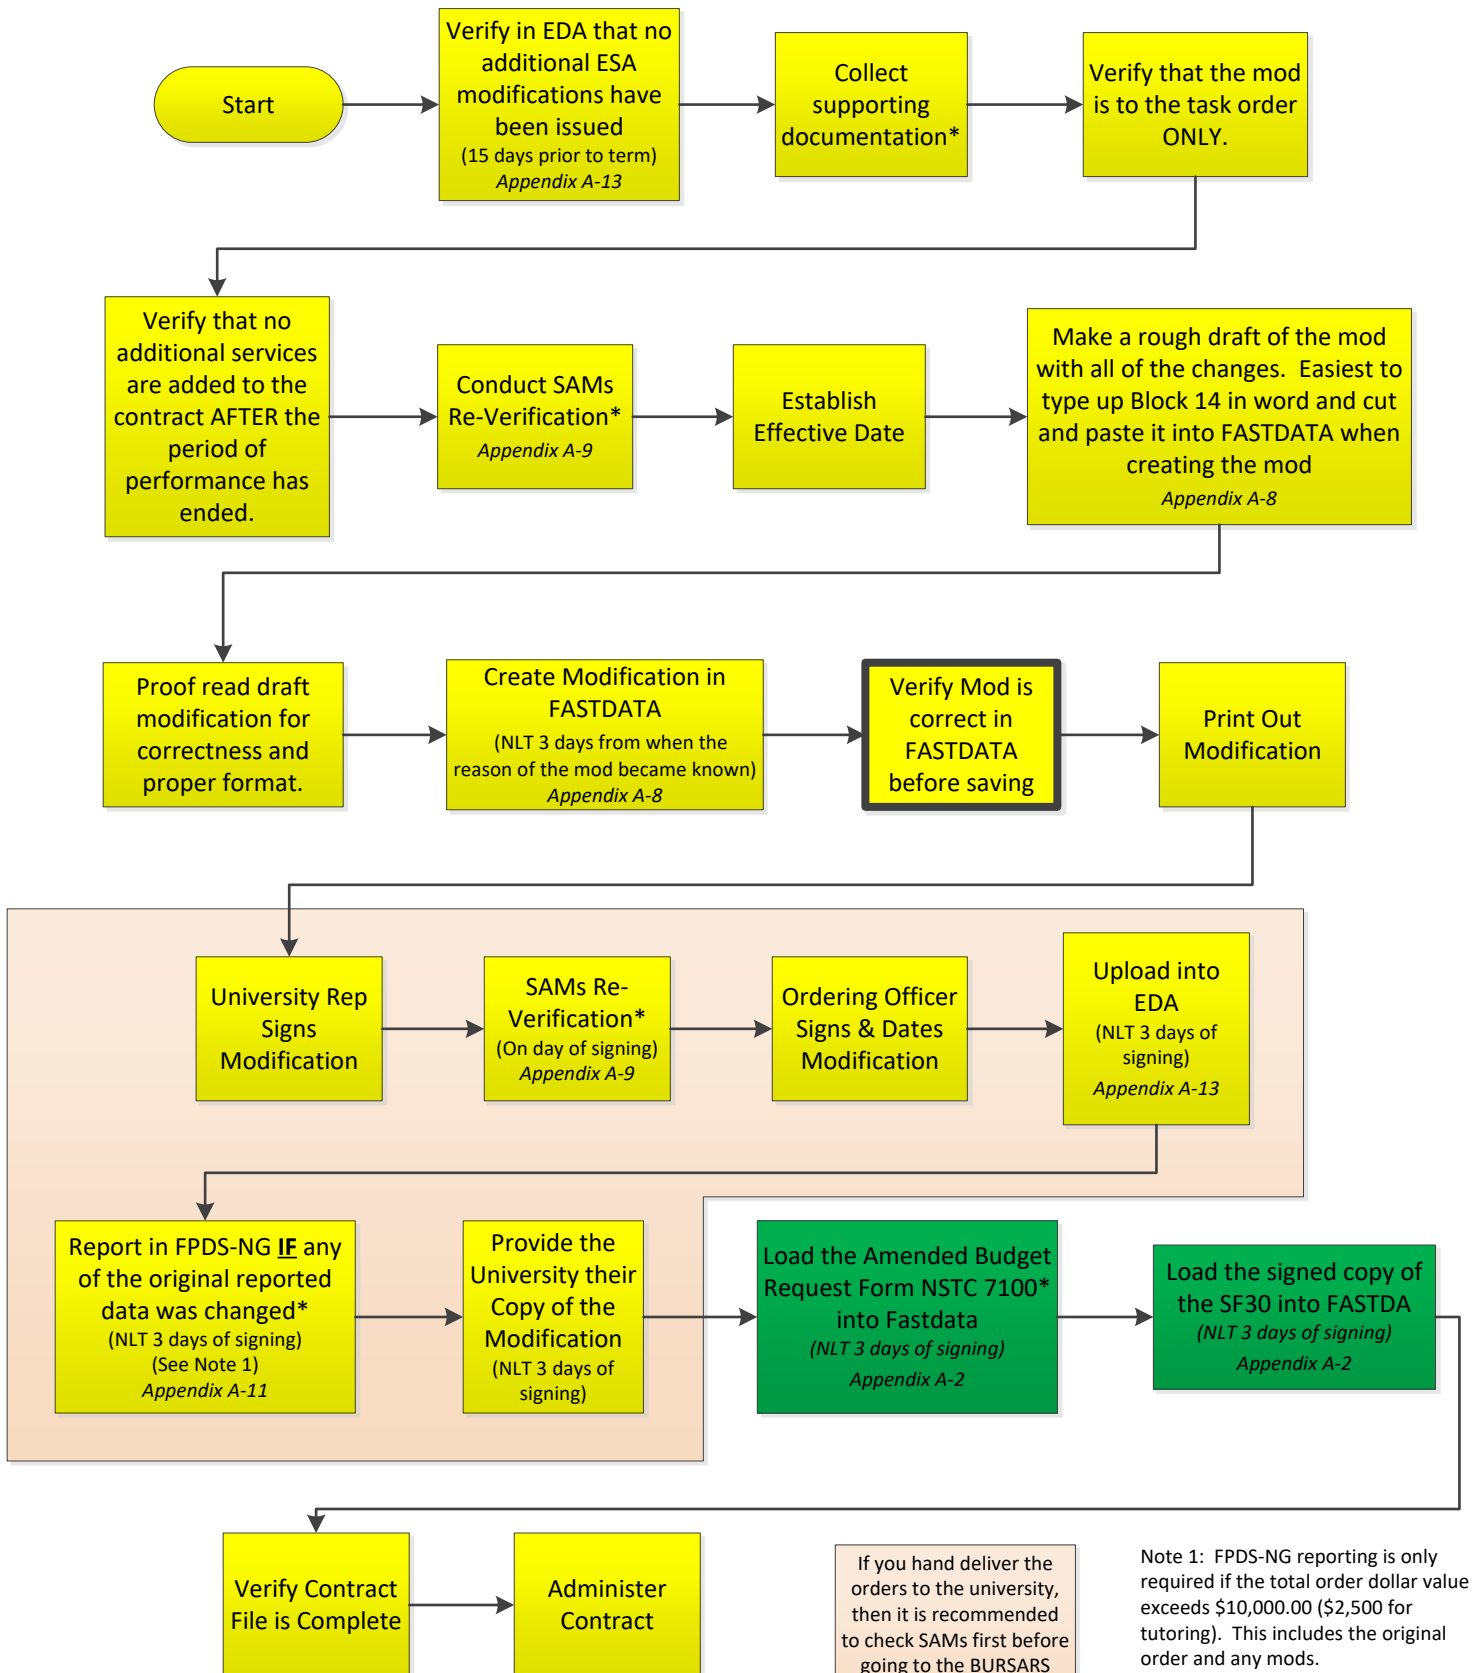 Start
Verify in EDA that no
additional ESA
modifications have
been issued
(15 days prior to term)
Appendix A-13
Collect
supporting
documentation*
Verify that the mod
is to the task order
ONLY.
Verify that no
additional services
are added to the
contract AFTER the
period of
performance has
ended.
Conduct SAMs
Re-Verification*
Appendix A-9
Establish
Effective Date
Make a rough draft of the mod
with all of the changes.  Easiest to
type up Block 14 in word and cut
and paste it into FASTDATA when
creating the mod
Appendix A-8
Proof read draft
modification for
correctness and
proper format.
Create Modification in
FASTDATA
(NLT 3 days from when the
reason of the mod became known)
Appendix A-8
Verify Mod is
correct in
FASTDATA
before saving
Print Out
Modification
University Rep
Signs
Modification
SAMs Re-
Verification*
(On day of signing)
Appendix A-9
Ordering Officer
Signs & Dates
Modification
Upload into
EDA
(NLT 3 days of
signing)
Appendix A-13
Report in FPDS-NG IF any
of the original reported
data was changed*
(NLT 3 days of signing)
(See Note 1)
Appendix A-11
Provide the
University their
Copy of the
Modification
(NLT 3 days of
signing)
Load the Amended Budget
Request Form NSTC 7100*
into Fastdata
(NLT 3 days of signing)
Appendix A-2
Load the signed copy of
the SF30 into FASTDA
(NLT 3 days of signing)
Appendix A-2
Verify Contract
File is Complete
Administer
Contract
If you hand deliver the
orders to the university,
then it is recommended
to check SAMs first before
going to the BURSARS
Note 1:  FPDS-NG reporting is only
required if the total order dollar value
exceeds $10,000.00 ($2,500 for
tutoring).  This includes the original
order and any mods.